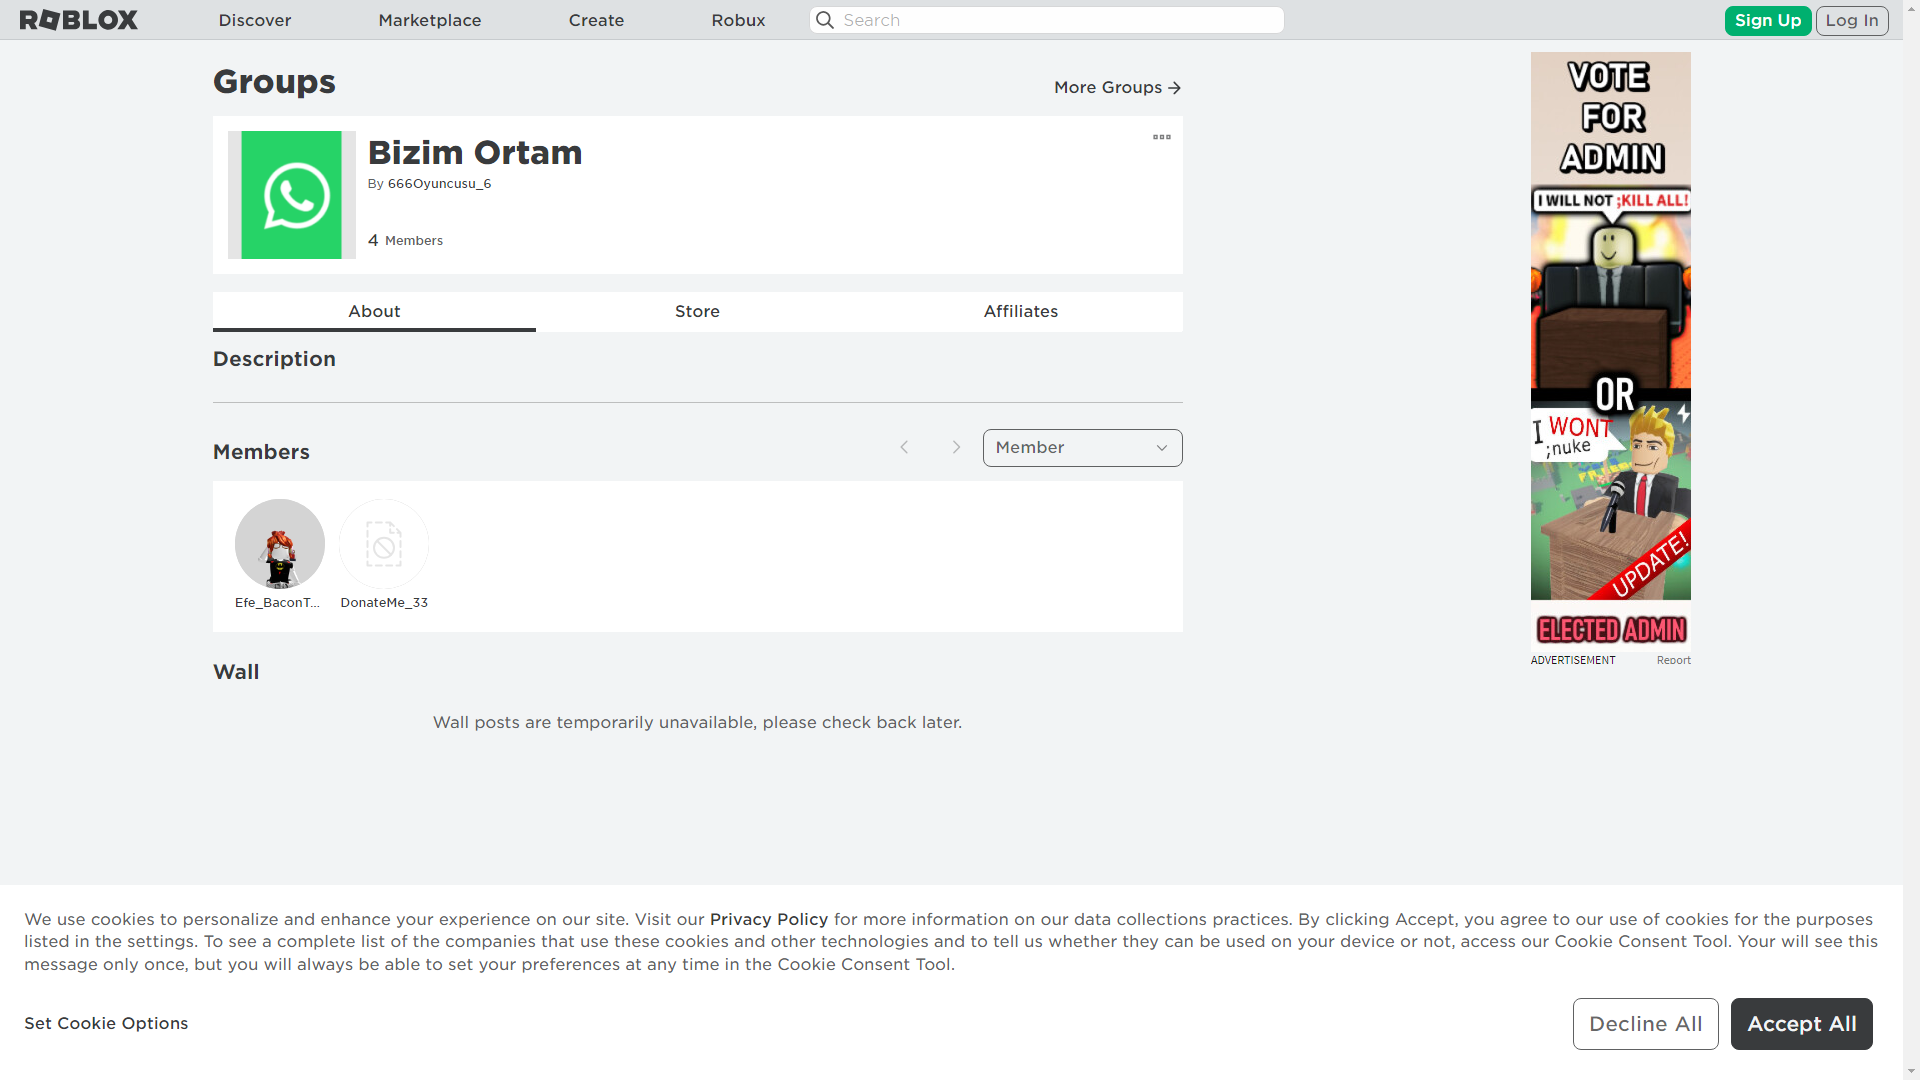 ROBLOX
Discover
Marketplace
Create
Robux
Search
Sign Up
Log In
Groups
More Groups
Bizim Ortam
By 666Oyuncusu_6
4 Members
About
Store
Affiliates
Description
Members
Member
Efe_BaconT...
DonateMe_33
Wall
Wall posts are temporarily unavailable, please check back later.
VOTE
FOR
ADMIN
I WILL NOT ;KILL ALL!
OR
I WONT
;nuke
UPDATE!
ELECTED ADMIN
ADVERTISEMENT
Report
We use cookies to personalize and enhance your experience on our site. Visit our Privacy Policy for more information on our data collections practices. By clicking Accept, you agree to our use of cookies for the purposes
listed in the settings. To see a complete list of the companies that use these cookies and other technologies and to tell us whether they can be used on your device or not, access our Cookie Consent Tool. Your will see this
message only once, but you will always be able to set your preferences at any time in the Cookie Consent Tool.
Set Cookie Options
Decline All
Accept All